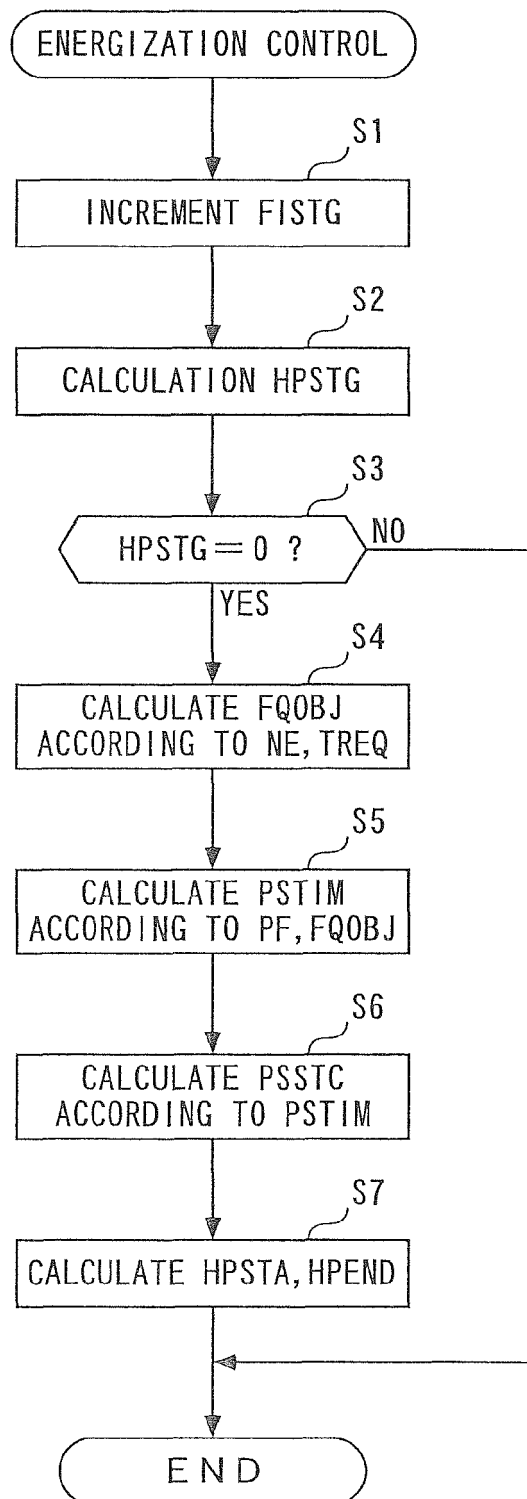 ENERGIZATION CONTROL
S1
INCREMENT FISTG
S2
CALCULATION HPSTG
S3
HPSTG=0 ?
NO
YES
S4
CALCULATE FQOBJ
ACCORDING TO NE,TREQ
S5
CALCULATE PSTIM
ACCORDING TO PF,FQOBJ
S6
CALCULATE PSSTC
ACCORDING TO PSTIM
S7
CALCULATE HPSTA,HPEND
END